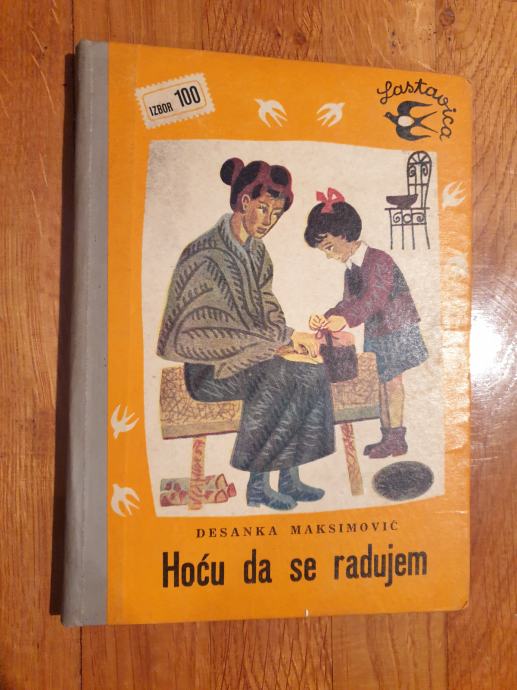 IZBOR 100
Lastavica
DESANKA MAKSIMOVIĆ
Hoću da se radujem